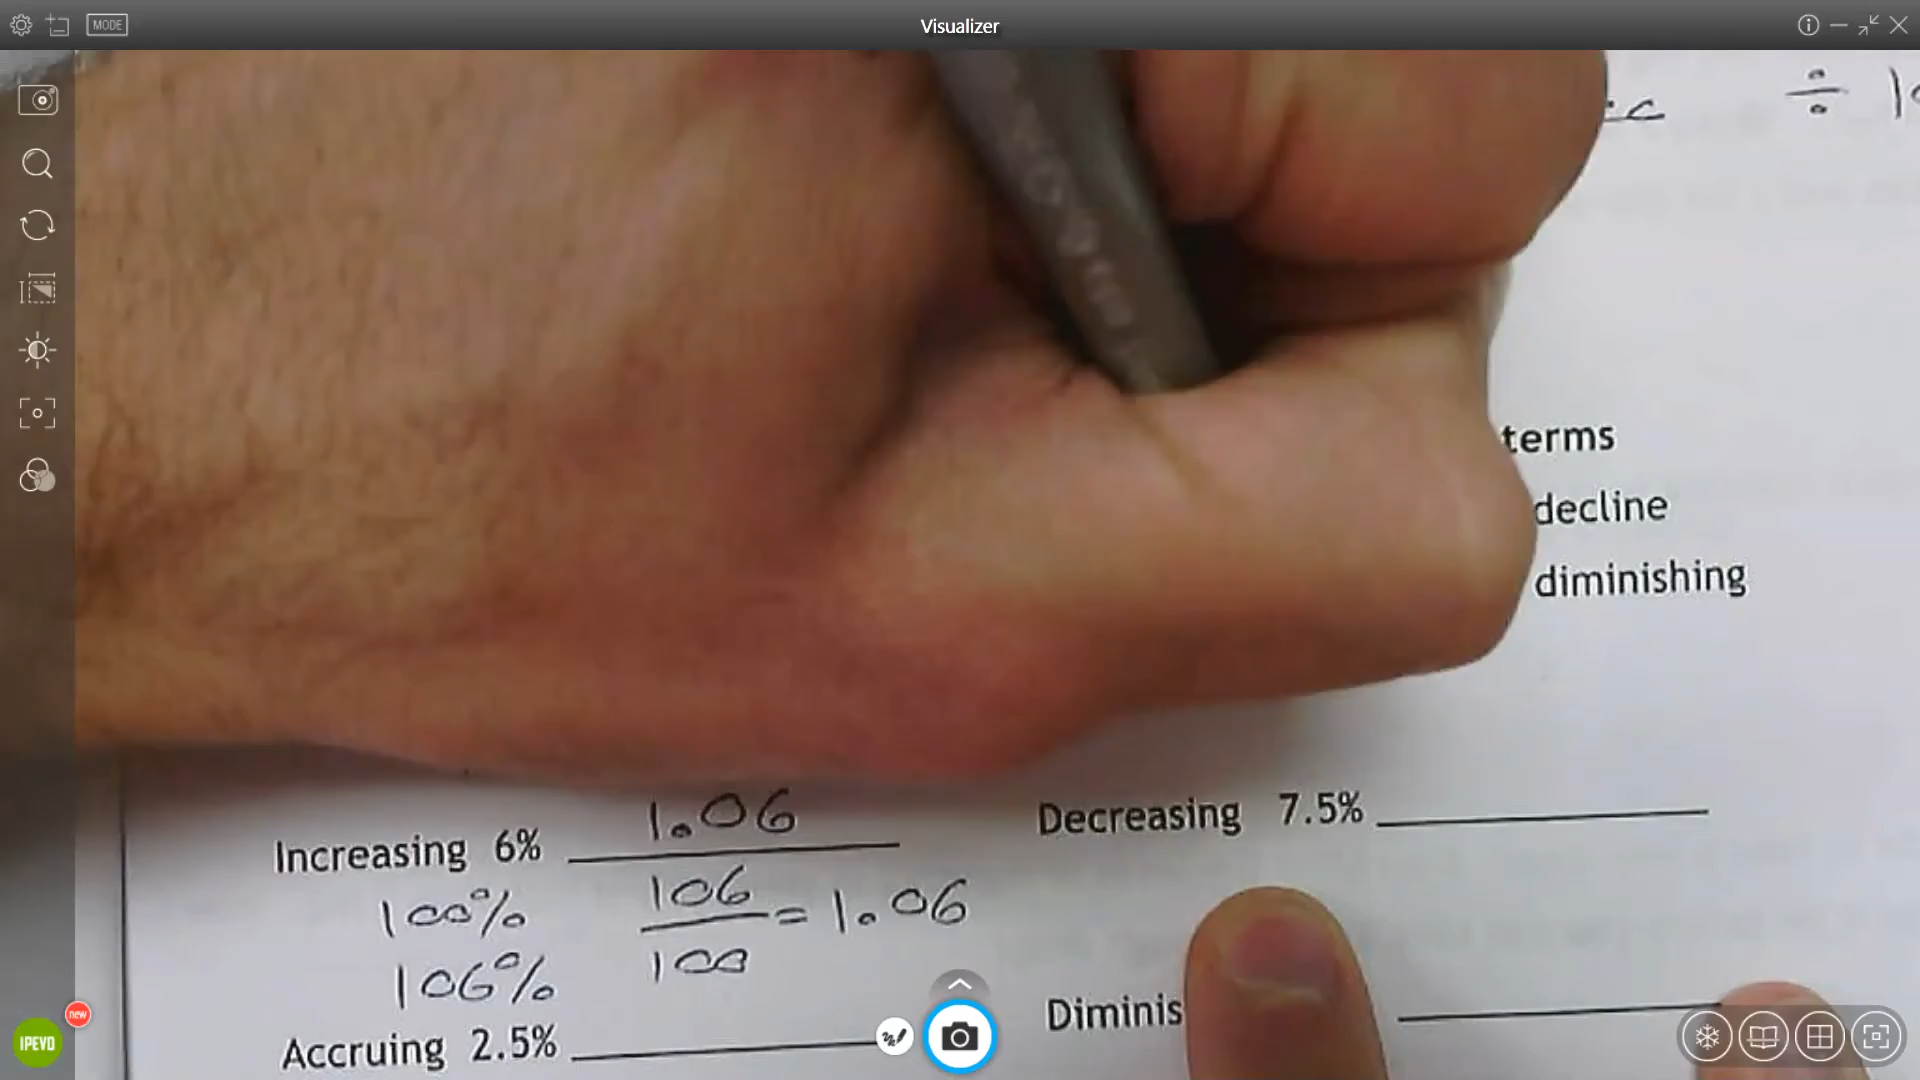 MODE
Visualizer
÷
terms
decline
diminishing
1.06
Increasing 6%
Decreasing 7.5%
100%
106
100
= 1.06
106%
Accruing 2.5%
Diminis
new
IPEVO